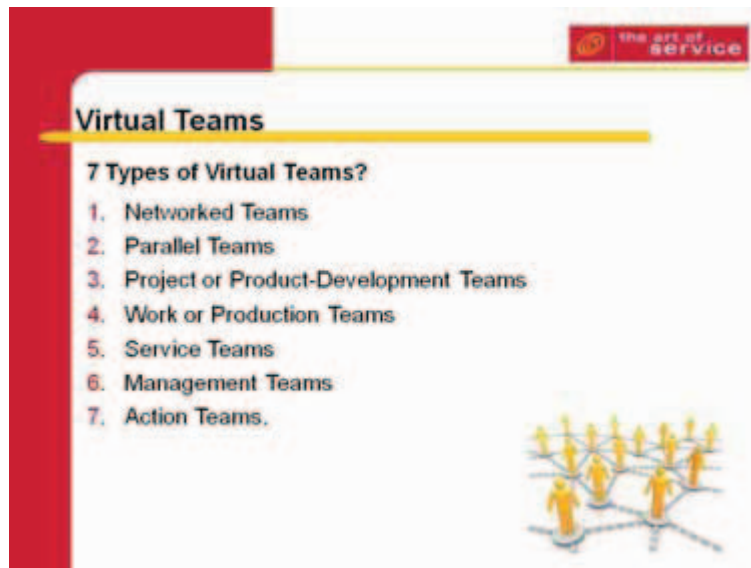 the art of
service
Virtual Teams
7 Types of Virtual Teams?
1. Networked Teams
2. Parallel Teams
3. Project or Product-Development Teams
4. Work or Production Teams
5. Service Teams
6. Management Teams
7. Action Teams.